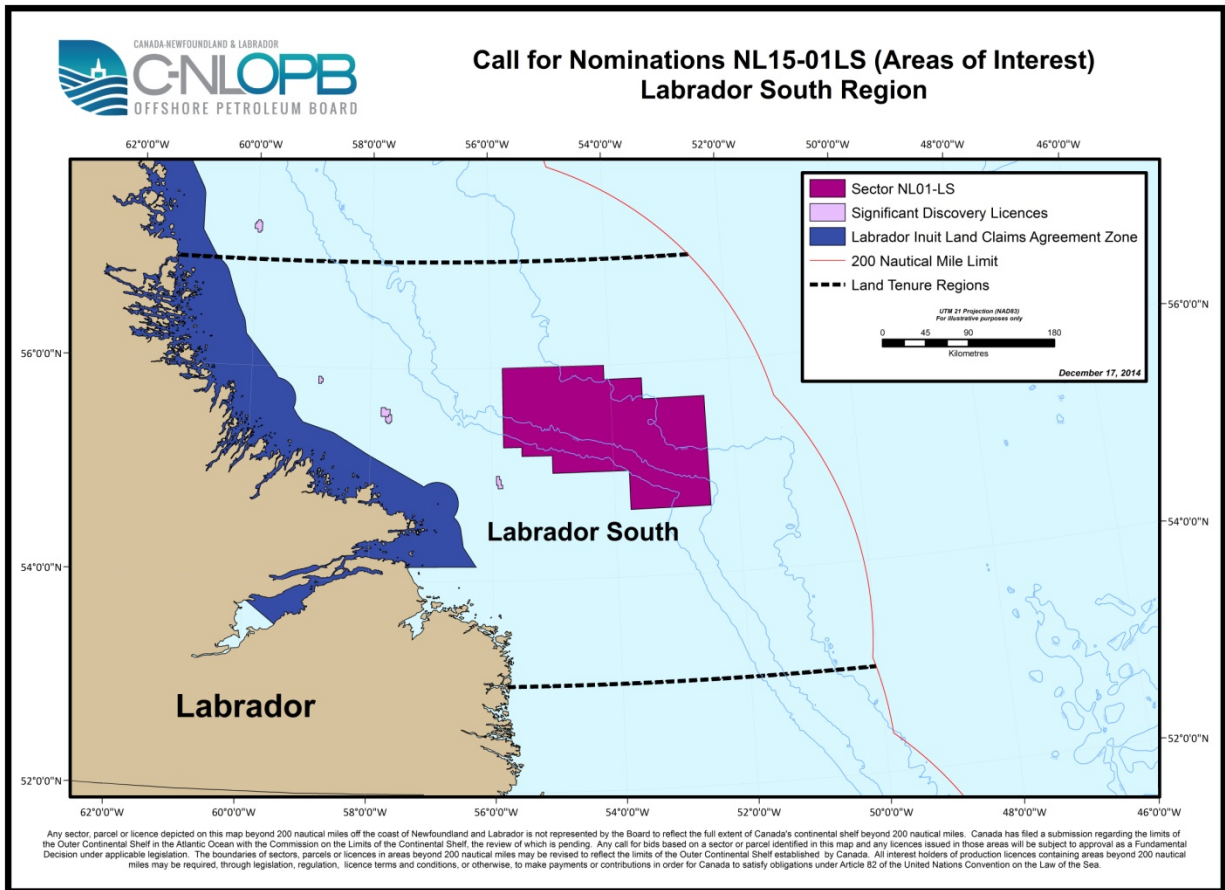 CANADA-NEWFOUNDLAND & LABRADOR
C-NLOPB
OFFSHORE PETROLEUM BOARD
Call for Nominations NL15-01LS (Areas of Interest)
Labrador South Region
62°0'0"W 60°0'0"W 58°0'0"W 56°0'0"W 54°0'0"W 52°0'0"W 50°0'0"W 48°0'0"W 46°0'0"W
Sector NL01-LS
Significant Discovery Licences
Labrador Inuit Land Claims Agreement Zone
200 Nautical Mile Limit
Land Tenure Regions
UTM 21 Projection (NAD83)
For illustrative purposes only
0 45 90 180
Kilometres
December 17, 2014
56°0'0"N
56°0'0"N
54°0'0"N
54°0'0"N
52°0'0"N
52°0'0"N
Labrador South
Labrador
62°0'0"W 60°0'0"W 58°0'0"W 56°0'0"W 54°0'0"W 52°0'0"W 50°0'0"W 48°0'0"W 46°0'0"W
Any sector, parcel or licence depicted on this map beyond 200 nautical miles off the coast of Newfoundland and Labrador is not represented by the Board to reflect the full extent of Canada's continental shelf beyond 200 nautical miles. Canada has filed a submission regarding the limits of
the Outer Continental Shelf in the Atlantic Ocean with the Commission on the Limits of the Continental Shelf, the review of which is pending. Any call for bids based on a sector or parcel identified in this map and any licences issued in those areas will be subject to approval as a Fundamental
Decision under applicable legislation. The boundaries of sectors, parcels or licences in areas beyond 200 nautical miles may be revised to reflect the limits of the Outer Continental Shelf established by Canada. All interest holders of production licences containing areas beyond 200 nautical
miles may be required, through legislation, regulation, licence terms and conditions, or otherwise, to make payments or contributions in order for Canada to satisfy obligations under Article 82 of the United Nations Convention on the Law of the Sea.